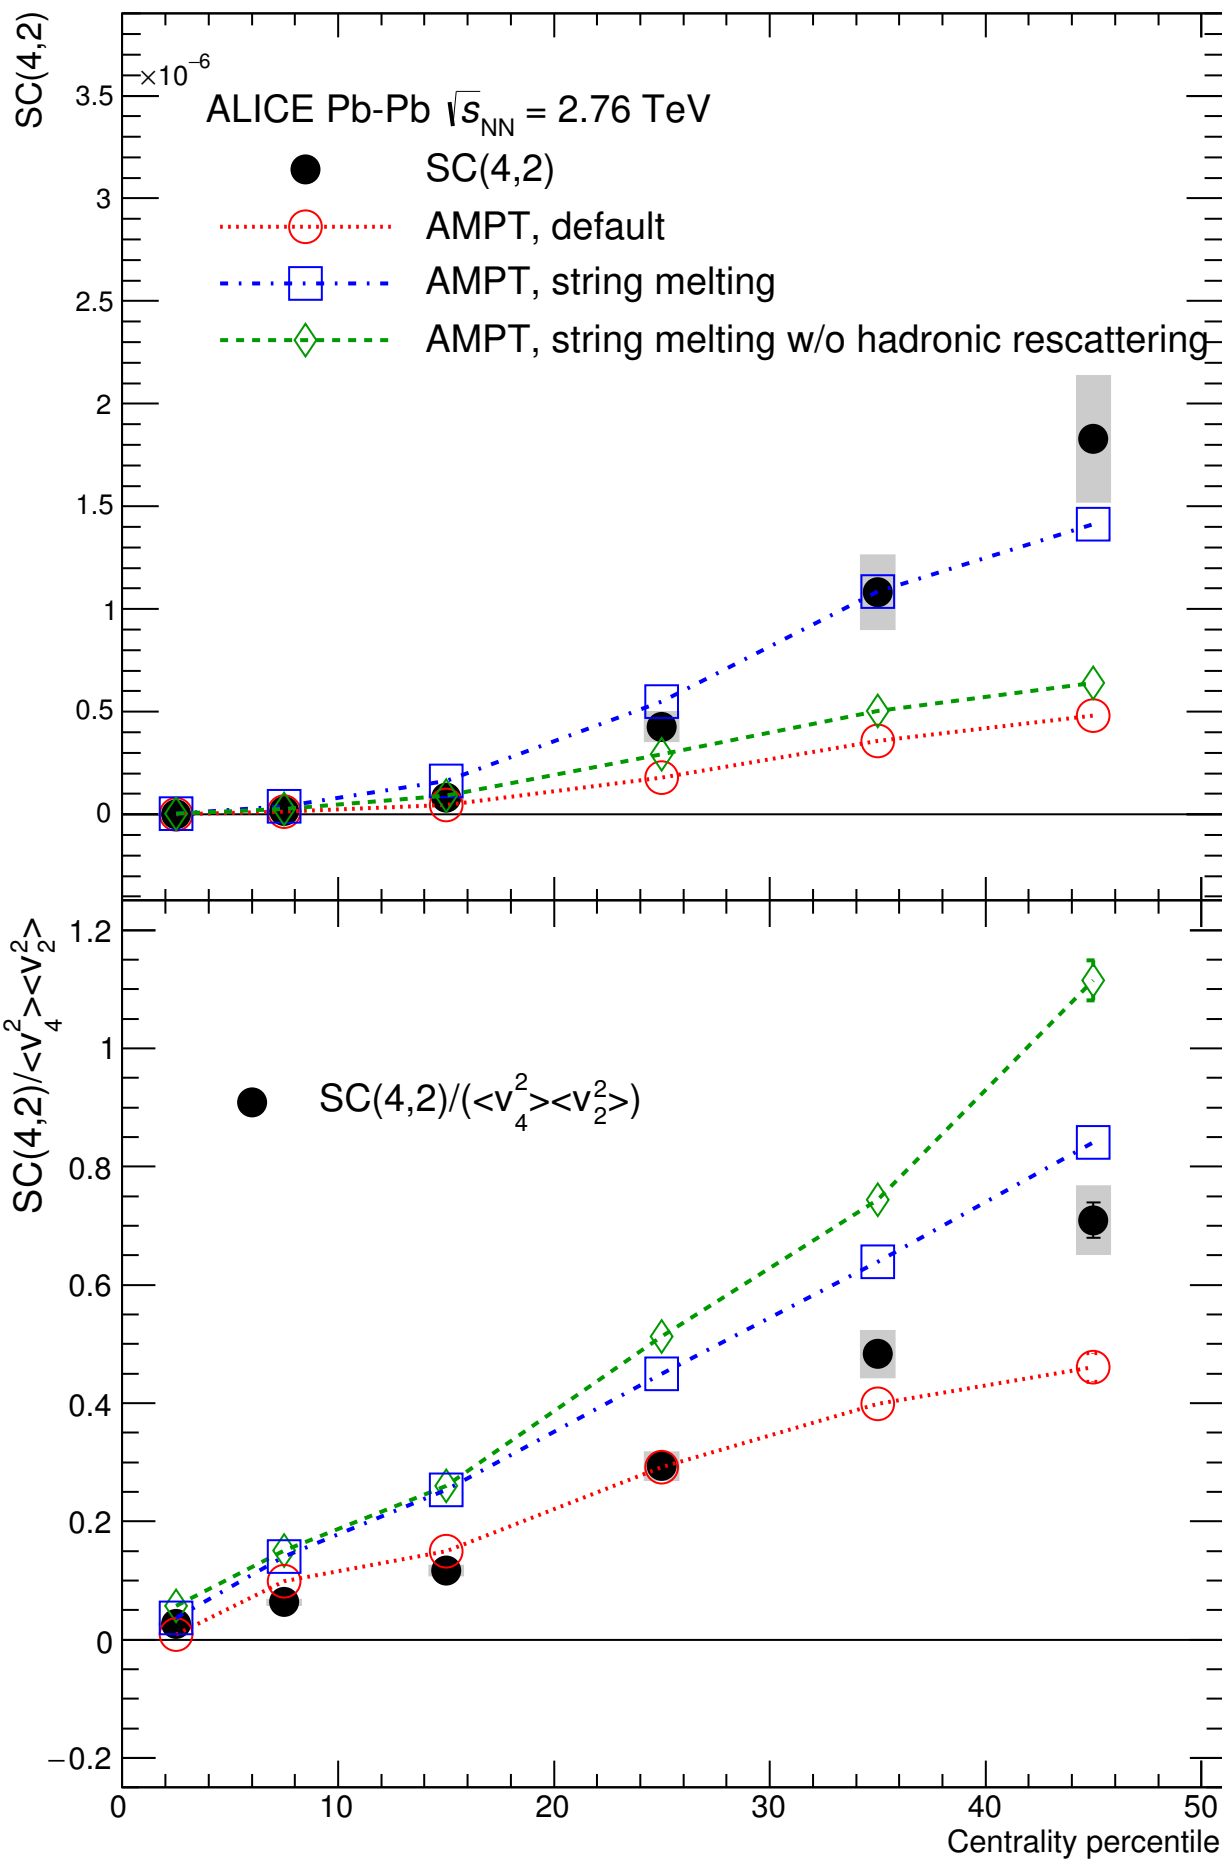 SC(4,2)
×10⁻⁶
3.5
3
2.5
2
1.5
1
0.5
0
ALICE Pb-Pb √s_NN = 2.76 TeV
SC(4,2)
AMPT, default
AMPT, string melting
AMPT, string melting w/o hadronic rescattering
SC(4,2)/<v₄²><v₂²>
1.2
1
0.8
0.6
0.4
0.2
0
−0.2
SC(4,2)/(<v₄²><v₂²>)
0 10 20 30 40 50
Centrality percentile